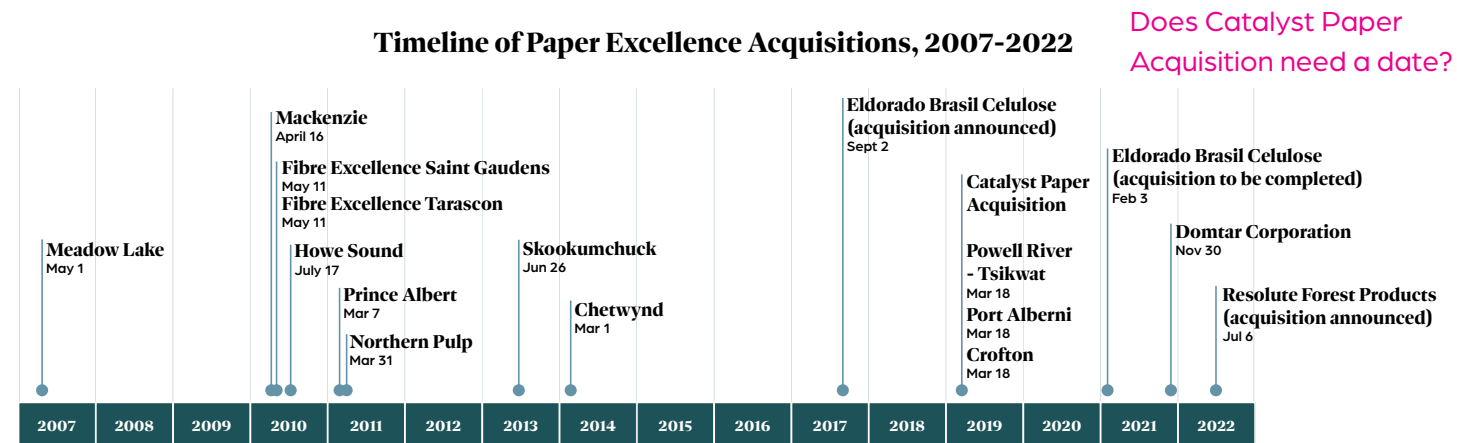 Timeline of Paper Excellence Acquisitions, 2007-2022
Does Catalyst Paper
Acquisition need a date?
Meadow Lake
May 1
Mackenzie
April 16
Fibre Excellence Saint Gaudens
May 11
Fibre Excellence Tarascon
May 11
Howe Sound
July 17
Prince Albert
Mar 7
Northern Pulp
Mar 31
Skookumchuck
Jun 26
Chetwynd
Mar 1
Eldorado Brasil Celulose
(acquisition announced)
Sept 2
Catalyst Paper
Acquisition
Powell River
- Tsikwat
Mar 18
Port Alberni
Mar 18
Crofton
Mar 18
Eldorado Brasil Celulose
(acquisition to be completed)
Feb 3
Domtar Corporation
Nov 30
Resolute Forest Products
(acquisition announced)
Jul 6
2007 2008 2009 2010 2011 2012 2013 2014 2015 2016 2017 2018 2019 2020 2021 2022